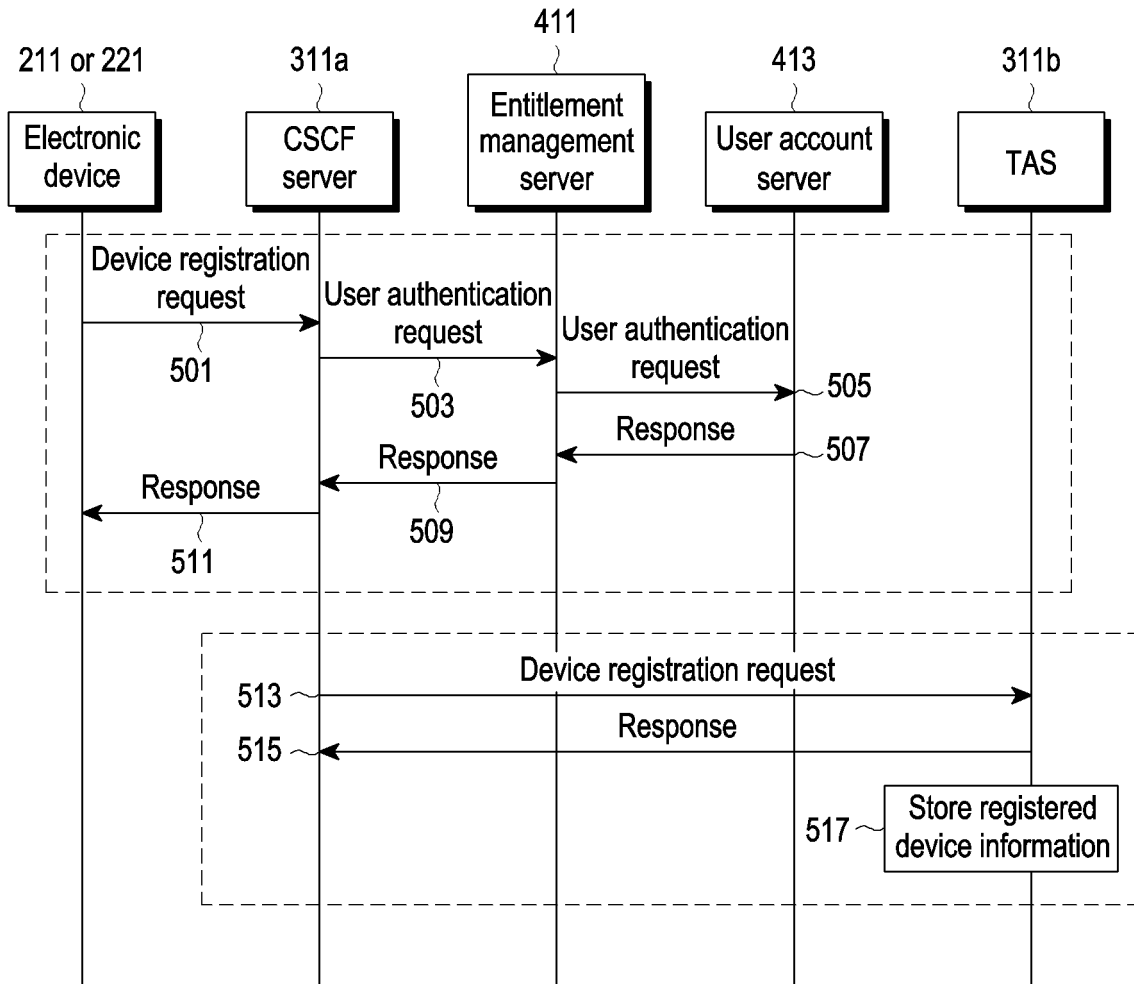 411
211 or 221
311a
413
311b
Electronic
device
CSCF
server
Entitlement
management
server
User account
server
TAS
Device registration
request
501
User authentication
request
503
User authentication
request
505
Response
507
Response
509
Response
511
Device registration request
513
Response
515
Store registered
device information
517